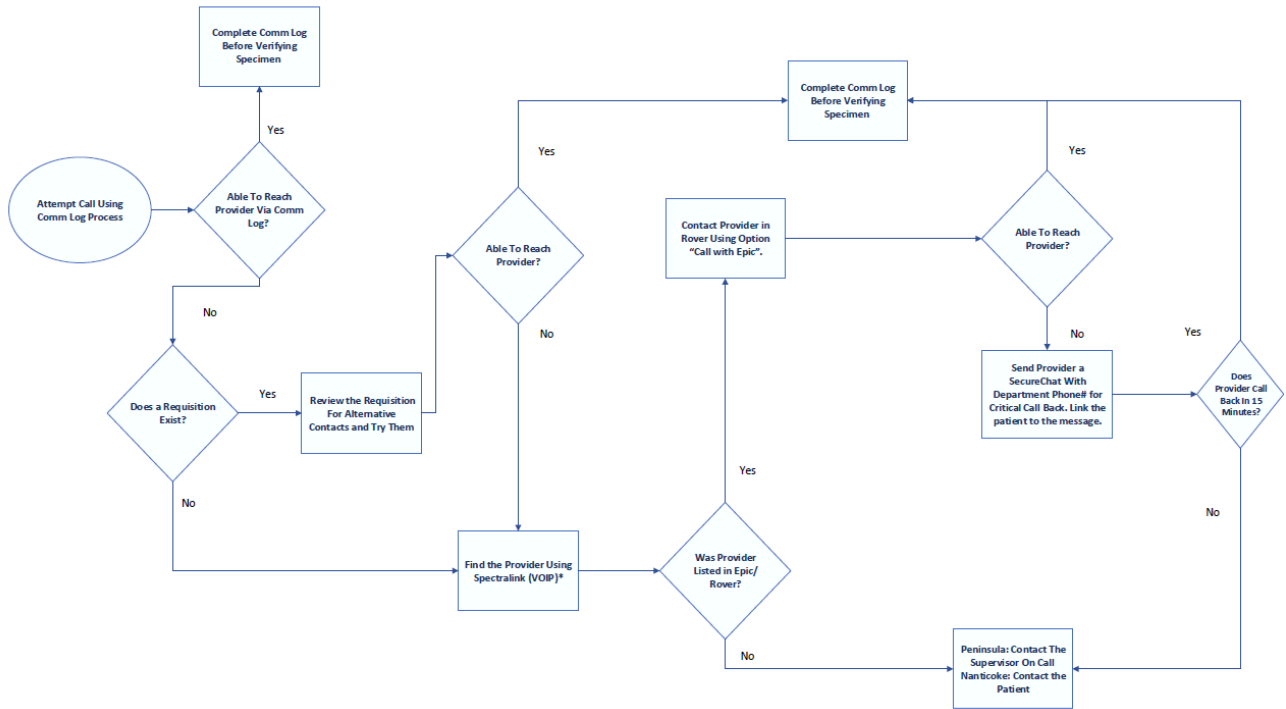 Complete Comm Log
Before Verifying
Specimen
Yes
Attempt Call Using
Comm Log Process
Able To Reach
Provider Via Comm
Log?
No
Does a Requisition
Exist?
Yes
Review the Requisition
For Alternative
Contacts and Try Them
No
Able To Reach
Provider?
Yes
No
Complete Comm Log
Before Verifying
Specimen
Find the Provider Using
Spectralink (VOIP)*
Was Provider
Listed in Epic/
Rover?
Yes
No
Contact Provider in
Rover Using Option
“Call with Epic”.
Able To Reach
Provider?
Yes
No
Send Provider a
SecureChat With
Department Phone# for
Critical Call Back. Link the
patient to the message.
Does
Provider Call
Back In 15
Minutes?
Yes
No
Peninsula: Contact The
Supervisor On Call
Nanticoke: Contact the
Patient